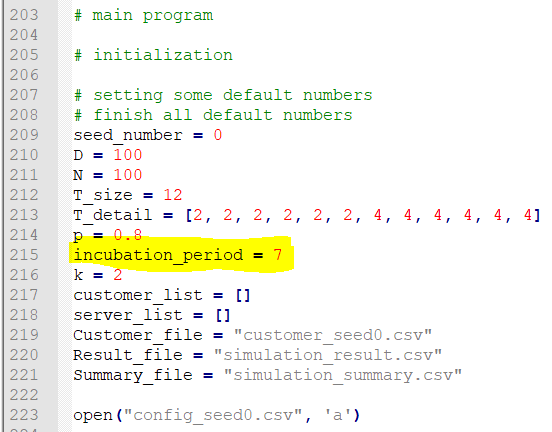 203 # main program
204
205 # initialization
206
207 # setting some default numbers
208 # finish all default numbers
209 seed_number = 0
210 D = 100
211 N = 100
212 T_size = 12
213 T_detail = [2, 2, 2, 2, 2, 2, 4, 4, 4, 4, 4, 4]
214 p = 0.8
215 incubation_period = 7
216 k = 2
217 customer_list = []
218 server_list = []
219 Customer_file = "customer_seed0.csv"
220 Result_file = "simulation_result.csv"
221 Summary_file = "simulation_summary.csv"
222
223 open("config_seed0.csv", 'a')